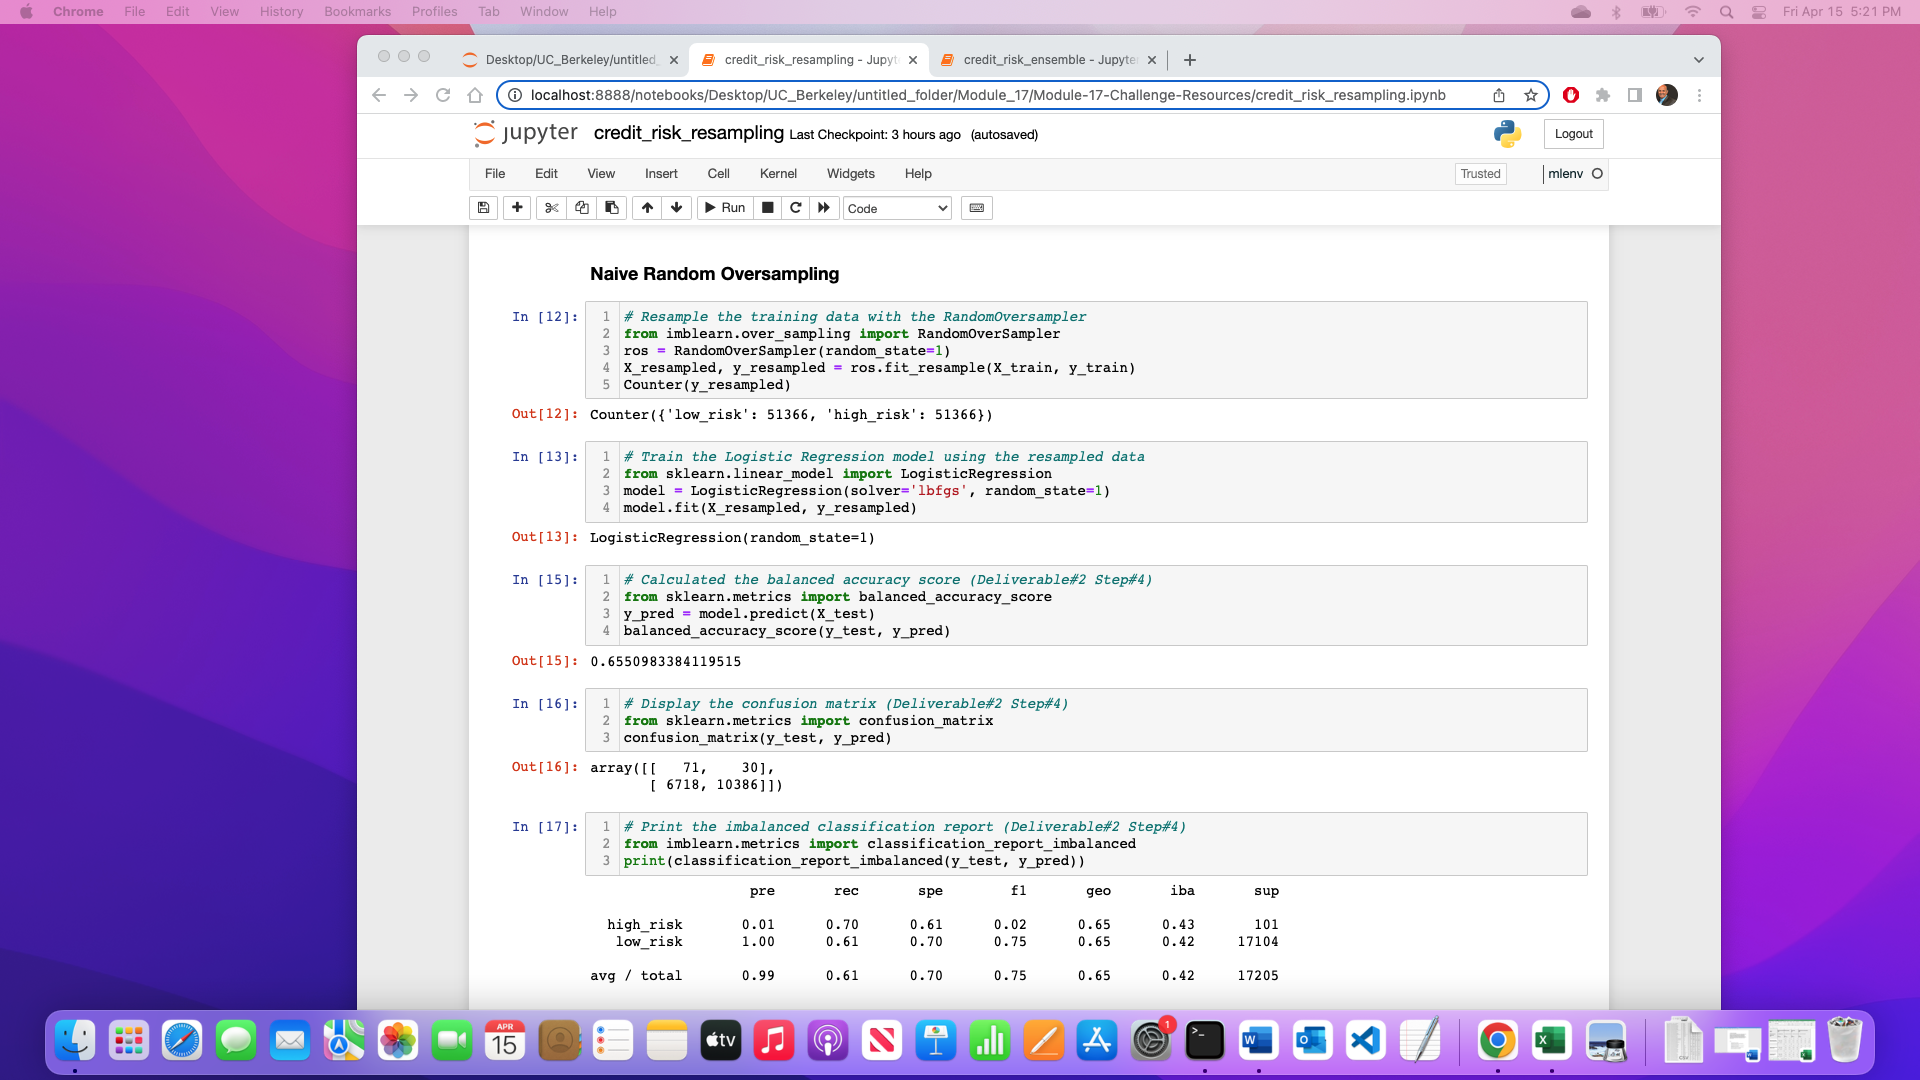 Chrome File Edit View History Bookmarks Profiles Tab Window Help Fri Apr 15 5:21 PM
Desktop/UC_Berkeley/untitled_ credit_risk_resampling - Jupyt credit_risk_ensemble - Jupyter
localhost:8888/notebooks/Desktop/UC_Berkeley/untitled_folder/Module_17/Module-17-Challenge-Resources/credit_risk_resampling.ipynb
jupyter credit_risk_resampling Last Checkpoint: 3 hours ago (autosaved) Logout
File Edit View Insert Cell Kernel Widgets Help Trusted mlenv
Run Code
Naive Random Oversampling
In [12]: 1 # Resample the training data with the RandomOversampler
2 from imblearn.over_sampling import RandomOverSampler
3 ros = RandomOverSampler(random_state=1)
4 X_resampled, y_resampled = ros.fit_resample(X_train, y_train)
5 Counter(y_resampled)
Out[12]: Counter({'low_risk': 51366, 'high_risk': 51366})
In [13]: 1 # Train the Logistic Regression model using the resampled data
2 from sklearn.linear_model import LogisticRegression
3 model = LogisticRegression(solver='lbfgs', random_state=1)
4 model.fit(X_resampled, y_resampled)
Out[13]: LogisticRegression(random_state=1)
In [15]: 1 # Calculated the balanced accuracy score (Deliverable#2 Step#4)
2 from sklearn.metrics import balanced_accuracy_score
3 y_pred = model.predict(X_test)
4 balanced_accuracy_score(y_test, y_pred)
Out[15]: 0.6550983384119515
In [16]: 1 # Display the confusion matrix (Deliverable#2 Step#4)
2 from sklearn.metrics import confusion_matrix
3 confusion_matrix(y_test, y_pred)
Out[16]: array([[ 71, 30],
[ 6718, 10386]])
In [17]: 1 # Print the imbalanced classification report (Deliverable#2 Step#4)
2 from imblearn.metrics import classification_report_imbalanced
3 print(classification_report_imbalanced(y_test, y_pred))
pre rec spe f1 geo iba sup
high_risk 0.01 0.70 0.61 0.02 0.65 0.43 101
low_risk 1.00 0.61 0.70 0.75 0.65 0.42 17104
avg / total 0.99 0.61 0.70 0.75 0.65 0.42 17205
APR
15
tv
1